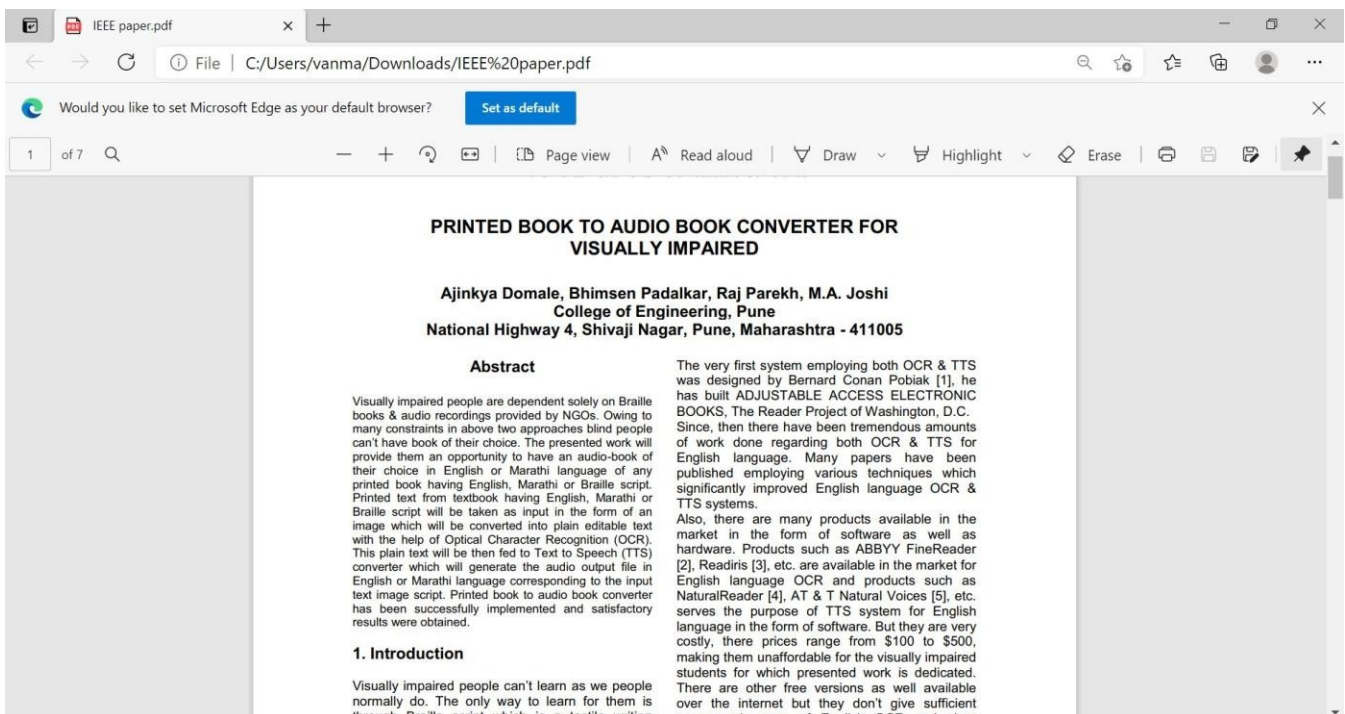 IEEE paper.pdf
File | C:/Users/vanma/Downloads/IEEE%20paper.pdf
Would you like to set Microsoft Edge as your default browser? Set as default
1 of 7 Page view Read aloud Draw Highlight Erase
PRINTED BOOK TO AUDIO BOOK CONVERTER FOR
VISUALLY IMPAIRED
Ajinkya Domale, Bhimsen Padalkar, Raj Parekh, M.A. Joshi
College of Engineering, Pune
National Highway 4, Shivaji Nagar, Pune, Maharashtra - 411005
Abstract
Visually impaired people are dependent solely on Braille
books & audio recordings provided by NGOs. Owing to
many constraints in above two approaches blind people
can't have book of their choice. The presented work will
provide them an opportunity to have an audio-book of
their choice in English or Marathi language of any
printed book having English, Marathi or Braille script.
Printed text from textbook having English, Marathi or
Braille script will be taken as input in the form of an
image which will be converted into plain editable text
with the help of Optical Character Recognition (OCR).
This plain text will be then fed to Text to Speech (TTS)
converter which will generate the audio output file in
English or Marathi language corresponding to the input
text image script. Printed book to audio book converter
has been successfully implemented and satisfactory
results were obtained.
1. Introduction
Visually impaired people can't learn as we people
normally do. The only way to learn for them is
through Braille script which is a tactile writing
The very first system employing both OCR & TTS
was designed by Bernard Conan Pobiak [1], he
has built ADJUSTABLE ACCESS ELECTRONIC
BOOKS, The Reader Project of Washington, D.C.
Since, then there have been tremendous amounts
of work done regarding both OCR & TTS for
English language. Many papers have been
published employing various techniques which
significantly improved English language OCR &
TTS systems.
Also, there are many products available in the
market in the form of software as well as
hardware. Products such as ABBYY FineReader
[2], Readiris [3], etc. are available in the market for
English language OCR and products such as
NaturalReader [4], AT & T Natural Voices [5], etc.
serves the purpose of TTS system for English
language in the form of software. But they are very
costly, there prices range from $100 to $500,
making them unaffordable for the visually impaired
students for which presented work is dedicated.
There are other free versions as well available
over the internet but they don't give sufficient